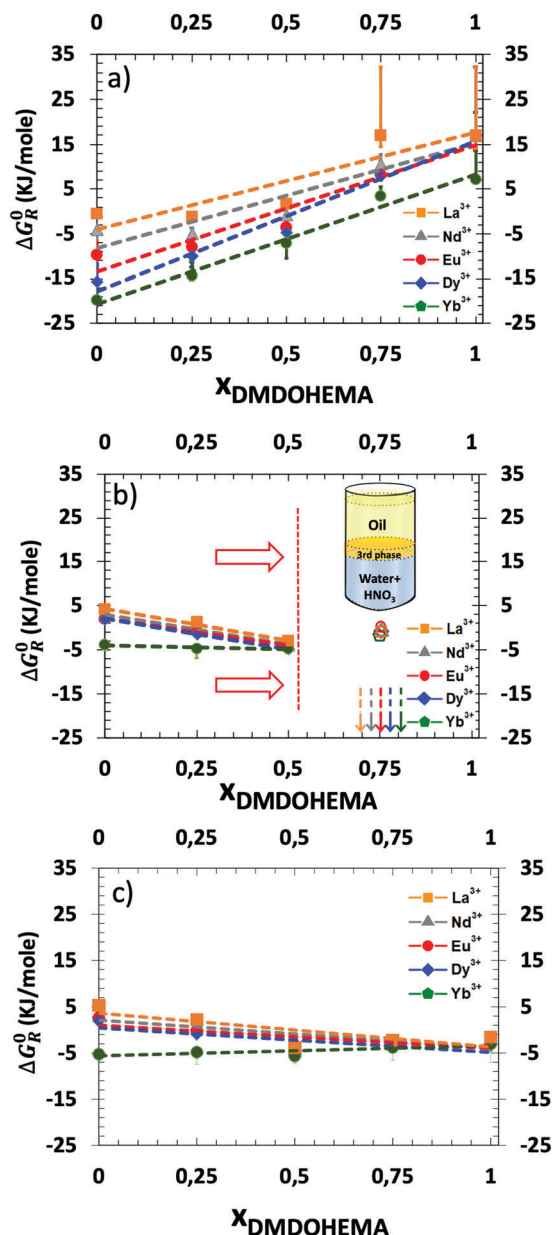 0 0,25 0,5 0,75 1
a)
35 35
25 25
15 15
5 5
-5 -5
-15 -15
-25 -25
ΔG⁰_R (KJ/mole)
La³⁺
Nd³⁺
Eu³⁺
Dy³⁺
Yb³⁺
0 0,25 0,5 0,75 1
x_DMDOHEMA
0 0,25 0,5 0,75 1
b)
35 35
25 25
15 15
5 5
-5 -5
-15 -15
-25 -25
ΔG⁰_R (KJ/mole)
Oil
3rd phase
Water+
HNO₃
La³⁺
Nd³⁺
Eu³⁺
Dy³⁺
Yb³⁺
0 0,25 0,5 0,75 1
x_DMDOHEMA
0 0,25 0,5 0,75 1
c)
35 35
25 25
15 15
5 5
-5 -5
-15 -15
-25 -25
ΔG⁰_R (KJ/mole)
La³⁺
Nd³⁺
Eu³⁺
Dy³⁺
Yb³⁺
0 0,25 0,5 0,75 1
x_DMDOHEMA